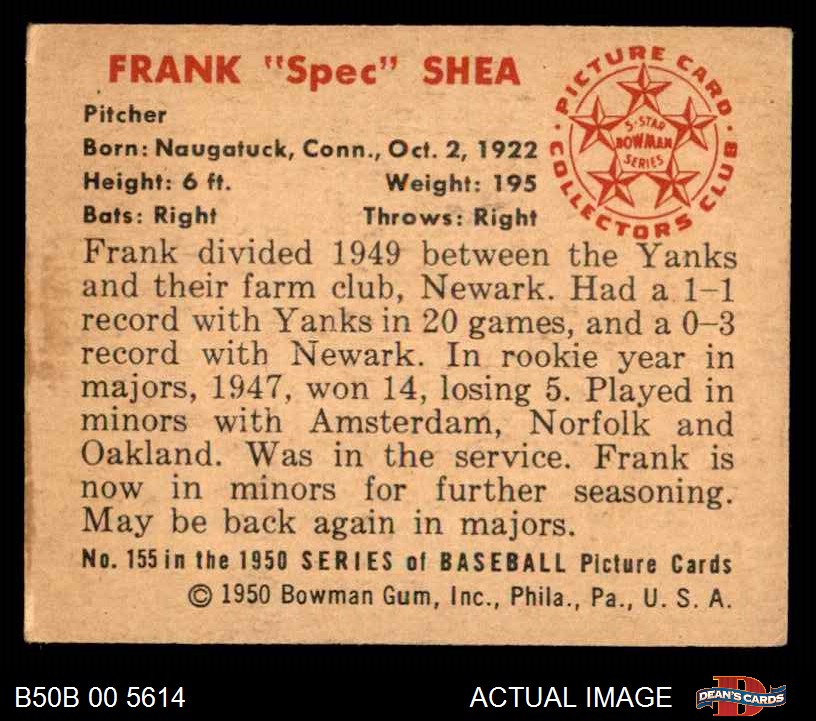 FRANK "Spec" SHEA
Pitcher
Born: Naugatuck, Conn., Oct. 2, 1922
Height: 6 ft. Weight: 195
Bats: Right Throws: Right
PICTURE CARD
COLLECTORS CLUB
5-STAR
BOWMAN
SERIES
Frank divided 1949 between the Yanks
and their farm club, Newark. Had a 1–1
record with Yanks in 20 games, and a 0–3
record with Newark. In rookie year in
majors, 1947, won 14, losing 5. Played in
minors with Amsterdam, Norfolk and
Oakland. Was in the service. Frank is
now in minors for further seasoning.
May be back again in majors.
No. 155 in the 1950 SERIES of BASEBALL Picture Cards
© 1950 Bowman Gum, Inc., Phila., Pa., U. S. A.
B50B 00 5614
ACTUAL IMAGE
D
DEAN'S CARDS